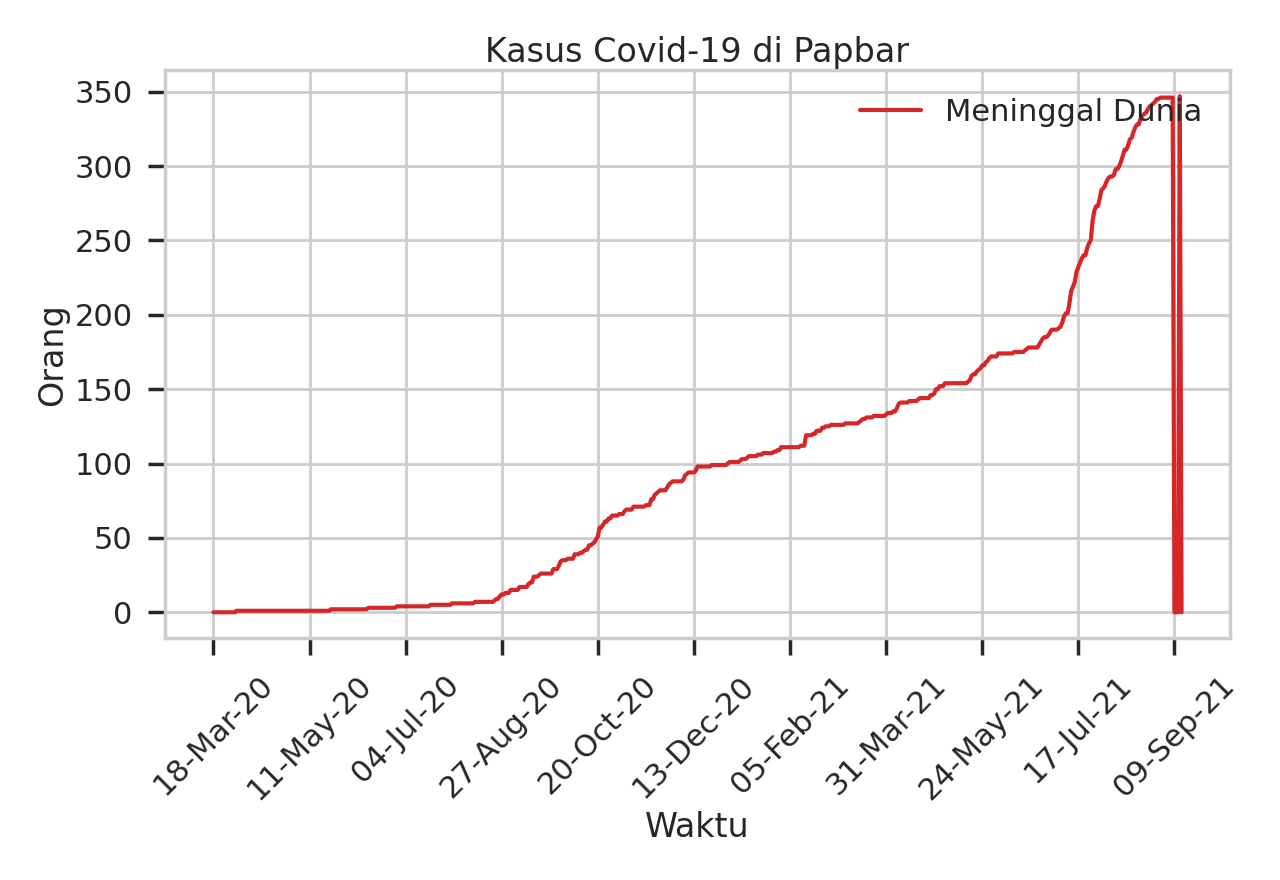 Kasus Covid-19 di Papbar
Meninggal Dunia
350
300
250
200
150
100
50
0
Orang
18-Mar-20
11-May-20
04-Jul-20
27-Aug-20
20-Oct-20
13-Dec-20
05-Feb-21
31-Mar-21
24-May-21
17-Jul-21
09-Sep-21
Waktu